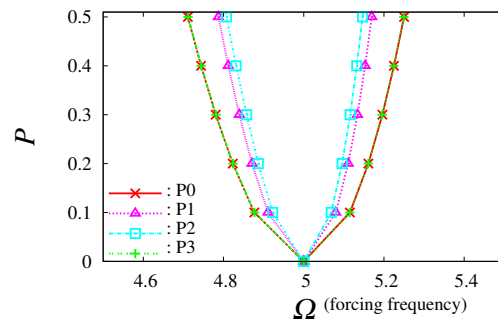 0.5
0.4
0.3
0.2
0.1
0
P
: P0
: P1
: P2
: P3
4.6 4.8 5 5.2 5.4
Ω (forcing frequency)